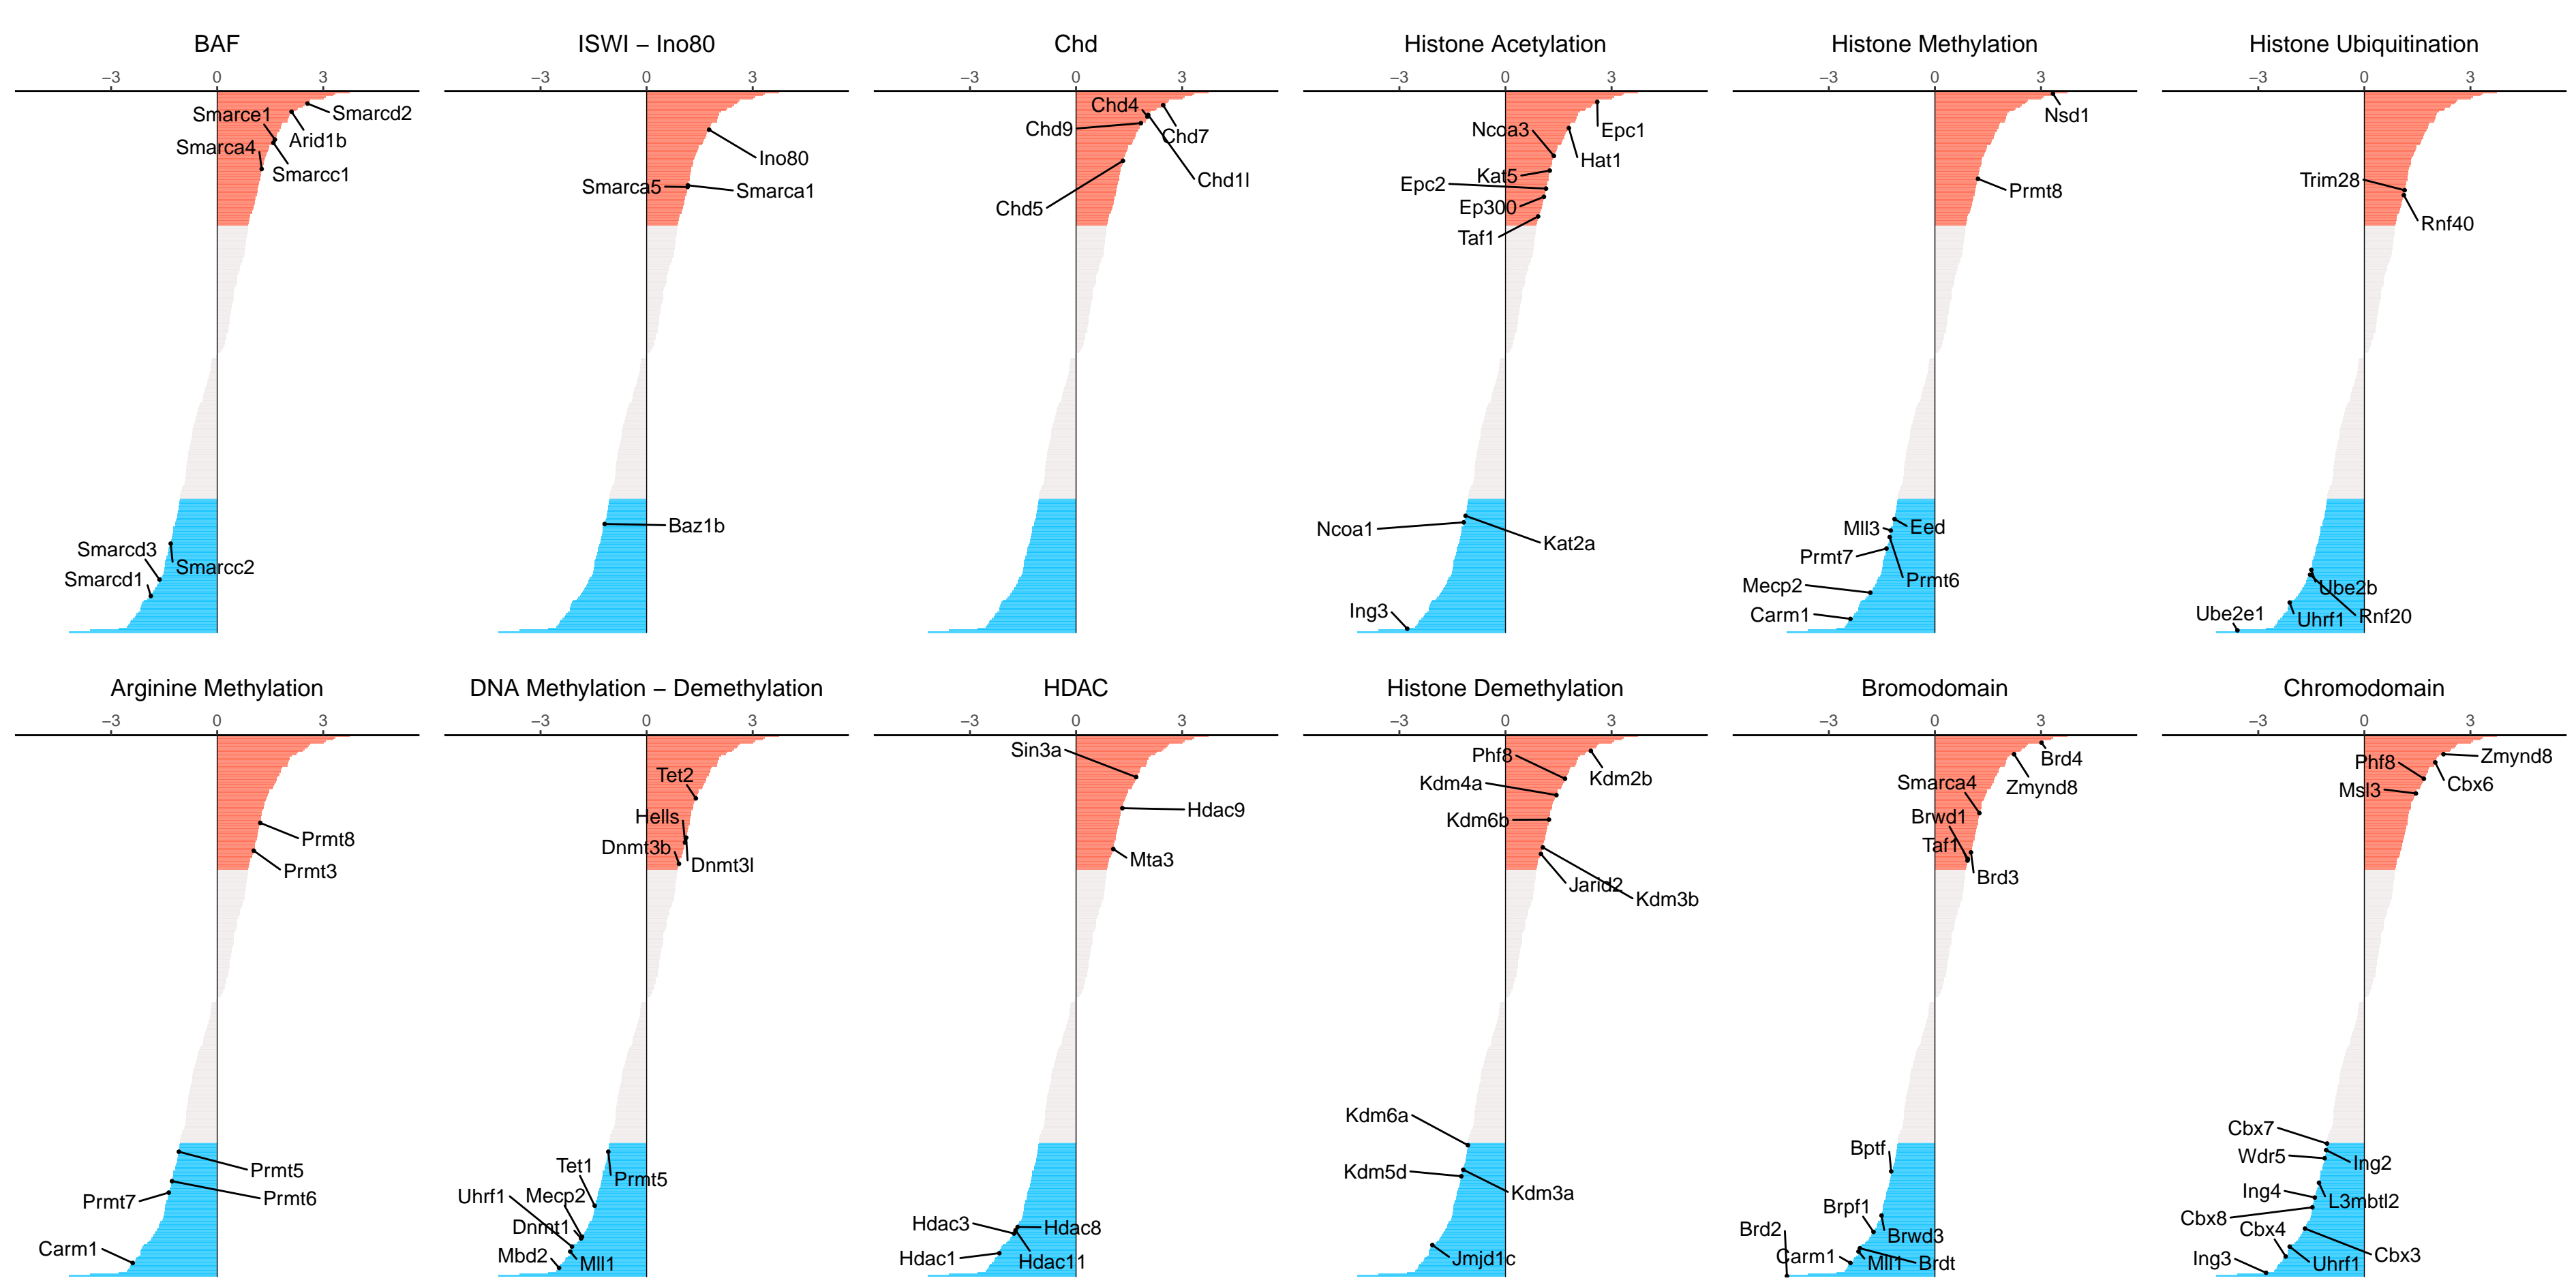 BAF
−3 0 3
Smarce1
Smarcd2
Arid1b
Smarca4
Smarcc1
Smarcd3
Smarcc2
Smarcd1
ISWI − Ino80
−3 0 3
Ino80
Smarca5
Smarca1
Baz1b
Chd
−3 0 3
Chd4
Chd9
Chd7
Chd1l
Chd5
Histone Acetylation
−3 0 3
Ncoa3
Epc1
Hat1
Kat5
Epc2
Ep300
Taf1
Ncoa1
Kat2a
Ing3
Histone Methylation
−3 0 3
Nsd1
Prmt8
Mll3
Eed
Prmt7
Prmt6
Mecp2
Carm1
Histone Ubiquitination
−3 0 3
Trim28
Rnf40
Ube2b
Ube2e1
Uhrf1
Rnf20
Arginine Methylation
−3 0 3
Prmt8
Prmt3
Prmt5
Prmt7
Prmt6
Carm1
DNA Methylation − Demethylation
−3 0 3
Tet2
Hells
Dnmt3b
Dnmt3l
Tet1
Prmt5
Uhrf1
Mecp2
Dnmt1
Mbd2
Mll1
HDAC
−3 0 3
Sin3a
Hdac9
Mta3
Hdac3
Hdac8
Hdac1
Hdac11
Histone Demethylation
−3 0 3
Phf8
Kdm2b
Kdm4a
Kdm6b
Jarid2
Kdm3b
Kdm6a
Kdm5d
Kdm3a
Jmjd1c
Bromodomain
−3 0 3
Brd4
Smarca4
Zmynd8
Brwd1
Taf1
Brd3
Bptf
Brpf1
Brd2
Brwd3
Carm1
Mll1
Brdt
Chromodomain
−3 0 3
Zmynd8
Phf8
Cbx6
Msl3
Cbx7
Wdr5
Ing2
Ing4
L3mbtl2
Cbx8
Cbx4
Cbx3
Ing3
Uhrf1